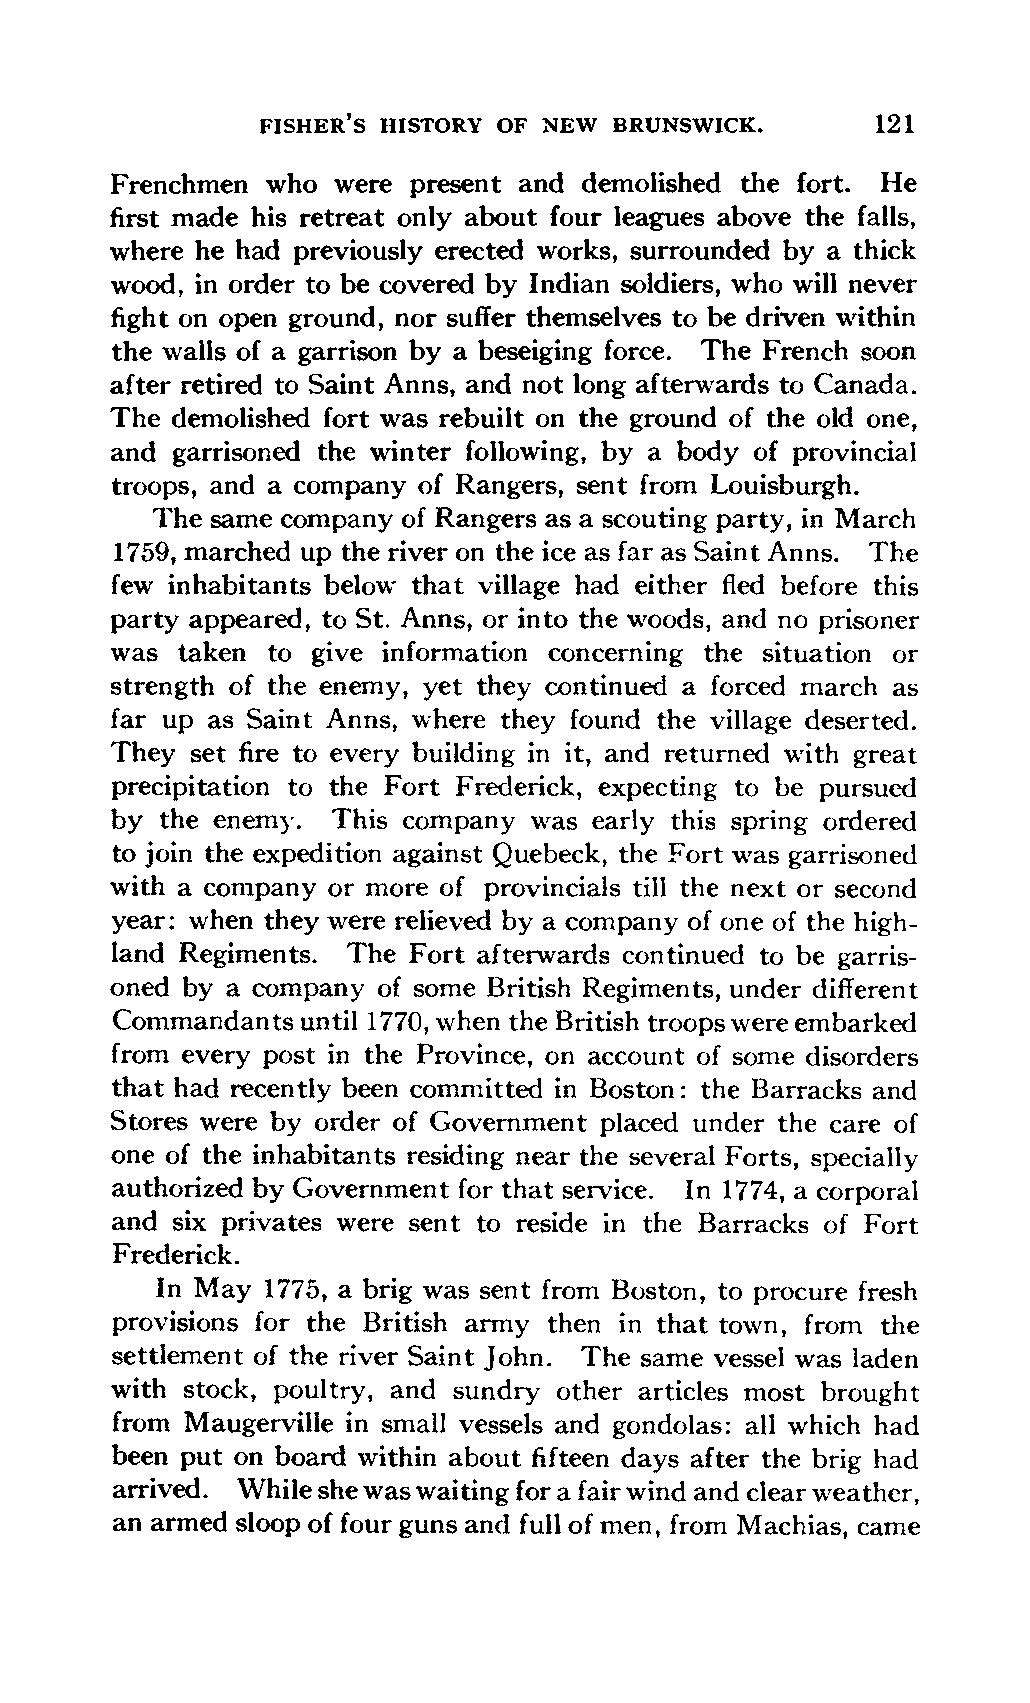 FISHER'S HISTORY OF NEW BRUNSWICK. 121
Frenchmen who were present and demolished the fort. He
first made his retreat only about four leagues above the falls,
where he had previously erected works, surrounded by a thick
wood, in order to be covered by Indian soldiers, who will never
fight on open ground, nor suffer themselves to be driven within
the walls of a garrison by a beseiging force. The French soon
after retired to Saint Anns, and not long afterwards to Canada.
The demolished fort was rebuilt on the ground of the old one,
and garrisoned the winter following, by a body of provincial
troops, and a company of Rangers, sent from Louisburgh.
The same company of Rangers as a scouting party, in March
1759, marched up the river on the ice as far as Saint Anns. The
few inhabitants below that village had either fled before this
party appeared, to St. Anns, or into the woods, and no prisoner
was taken to give information concerning the situation or
strength of the enemy, yet they continued a forced march as
far up as Saint Anns, where they found the village deserted.
They set fire to every building in it, and returned with great
precipitation to the Fort Frederick, expecting to be pursued
by the enemy. This company was early this spring ordered
to join the expedition against Quebeck, the Fort was garrisoned
with a company or more of provincials till the next or second
year: when they were relieved by a company of one of the high-
land Regiments. The Fort afterwards continued to be garris-
oned by a company of some British Regiments, under different
Commandants until 1770, when the British troops were embarked
from every post in the Province, on account of some disorders
that had recently been committed in Boston: the Barracks and
Stores were by order of Government placed under the care of
one of the inhabitants residing near the several Forts, specially
authorized by Government for that service. In 1774, a corporal
and six privates were sent to reside in the Barracks of Fort
Frederick.
In May 1775, a brig was sent from Boston, to procure fresh
provisions for the British army then in that town, from the
settlement of the river Saint John. The same vessel was laden
with stock, poultry, and sundry other articles most brought
from Maugerville in small vessels and gondolas: all which had
been put on board within about fifteen days after the brig had
arrived. While she was waiting for a fair wind and clear weather,
an armed sloop of four guns and full of men, from Machias, came